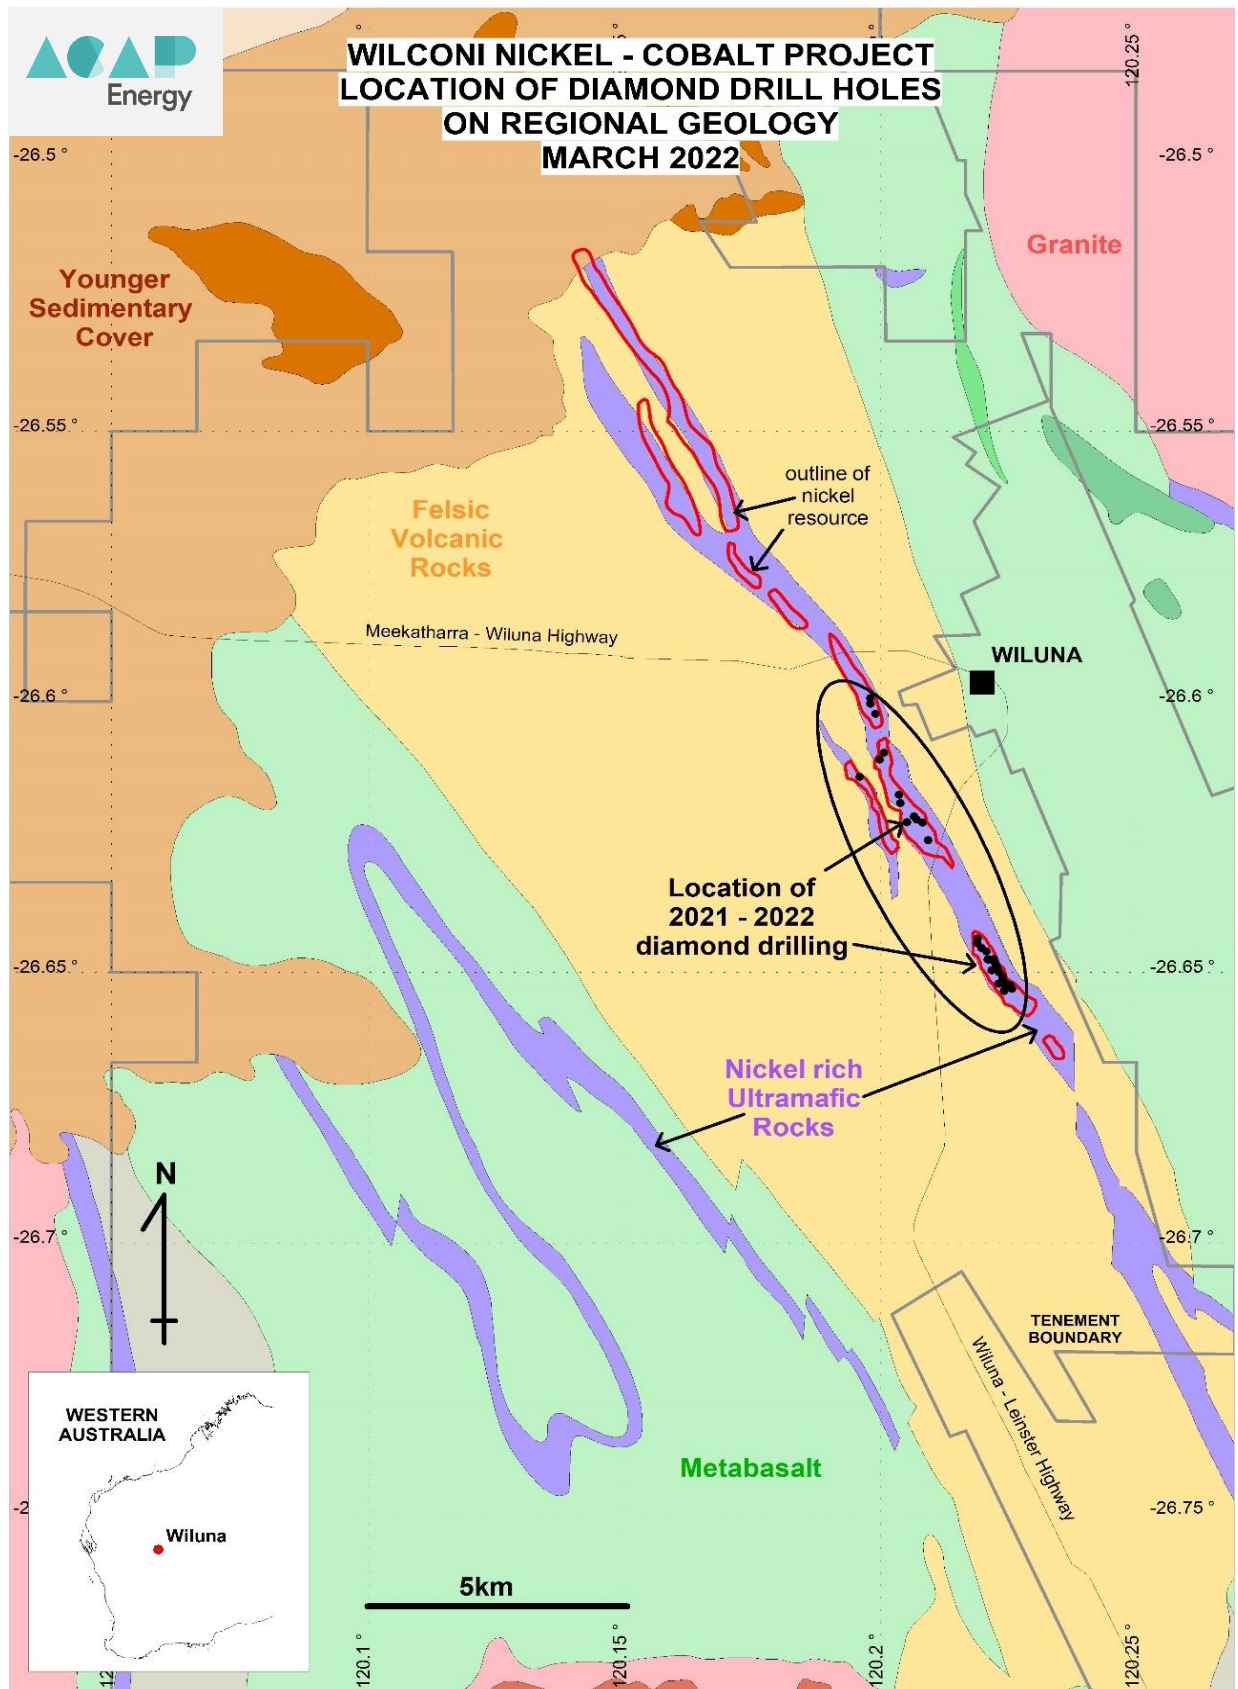 ACAP
Energy
WILCONI NICKEL - COBALT PROJECT
LOCATION OF DIAMOND DRILL HOLES
ON REGIONAL GEOLOGY
MARCH 2022
120.25
-26.5 °
-26.5 °
Granite
Younger
Sedimentary
Cover
-26.55 °
-26.55
outline of
nickel
resource
Felsic
Volcanic
Rocks
Meekatharra - Wiluna Highway
WILUNA
-26.6 °
-26.6 °
Location of
2021 - 2022
diamond drilling
-26.65 °
-26.65 °
Nickel rich
Ultramafic
Rocks
N
-26.7 °
-26.7 °
TENEMENT
BOUNDARY
Wiluna - Leinster Highway
WESTERN
AUSTRALIA
Wiluna
Metabasalt
-26.75 °
5km
120.1 °
120.15 °
120.2 °
120.25 °